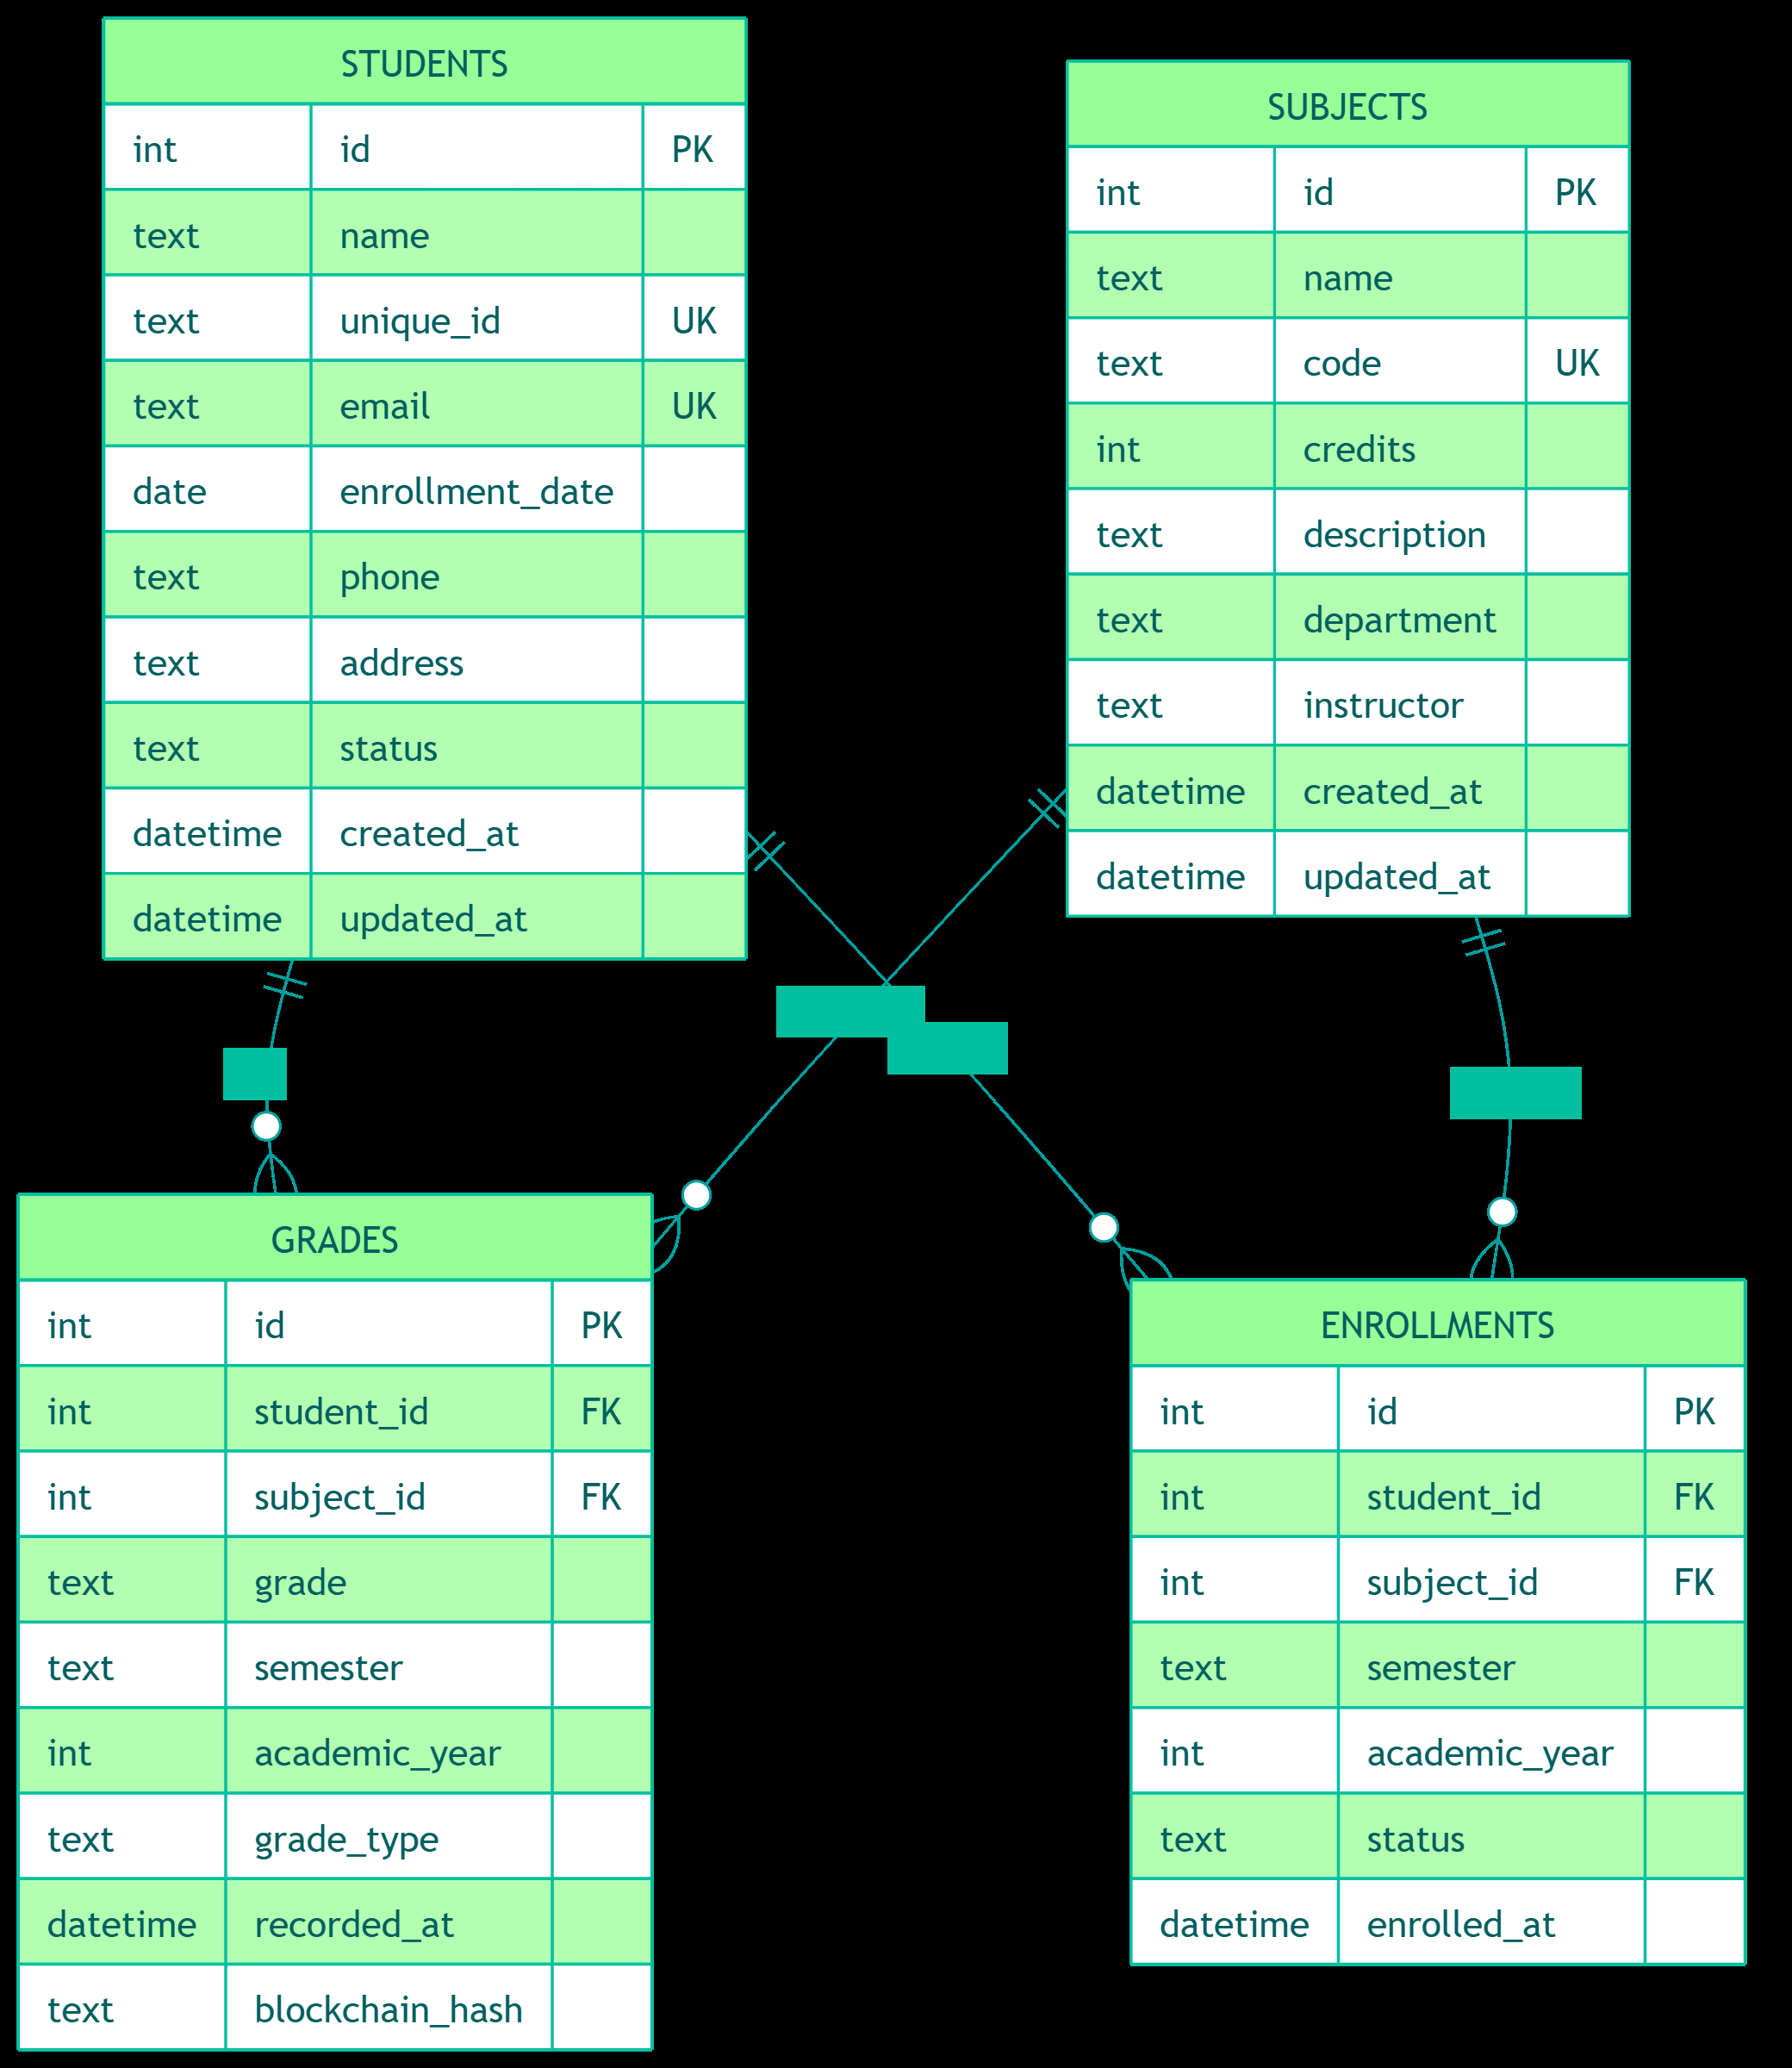 STUDENTS
int id PK
text name
text unique_id UK
text email UK
date enrollment_date
text phone
text address
text status
datetime created_at
datetime updated_at
SUBJECTS
int id PK
text name
text code UK
int credits
text description
text department
text instructor
datetime created_at
datetime updated_at
GRADES
int id PK
int student_id FK
int subject_id FK
text grade
text semester
int academic_year
text grade_type
datetime recorded_at
text blockchain_hash
ENROLLMENTS
int id PK
int student_id FK
int subject_id FK
text semester
int academic_year
text status
datetime enrolled_at